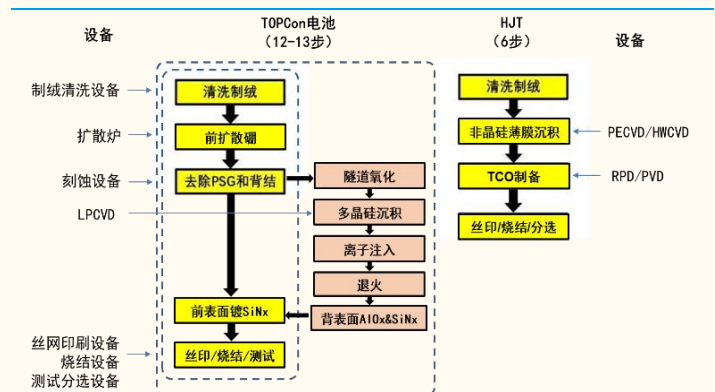 设备
TOPCon电池
(12-13步)
HJT
(6步)
设备
制绒清洗设备
清洗制绒
清洗制绒
扩散炉
前扩散硼
非晶硅薄膜沉积
PECVD/HWCVD
刻蚀设备
去除PSG和背结
隧道氧化
TCO制备
RPD/PVD
LPCVD
多晶硅沉积
丝印/烧结/分选
离子注入
退火
前表面镀SiNx
背表面AlOx&SiNx
丝网印刷设备
烧结设备
测试分选设备
丝印/烧结/测试